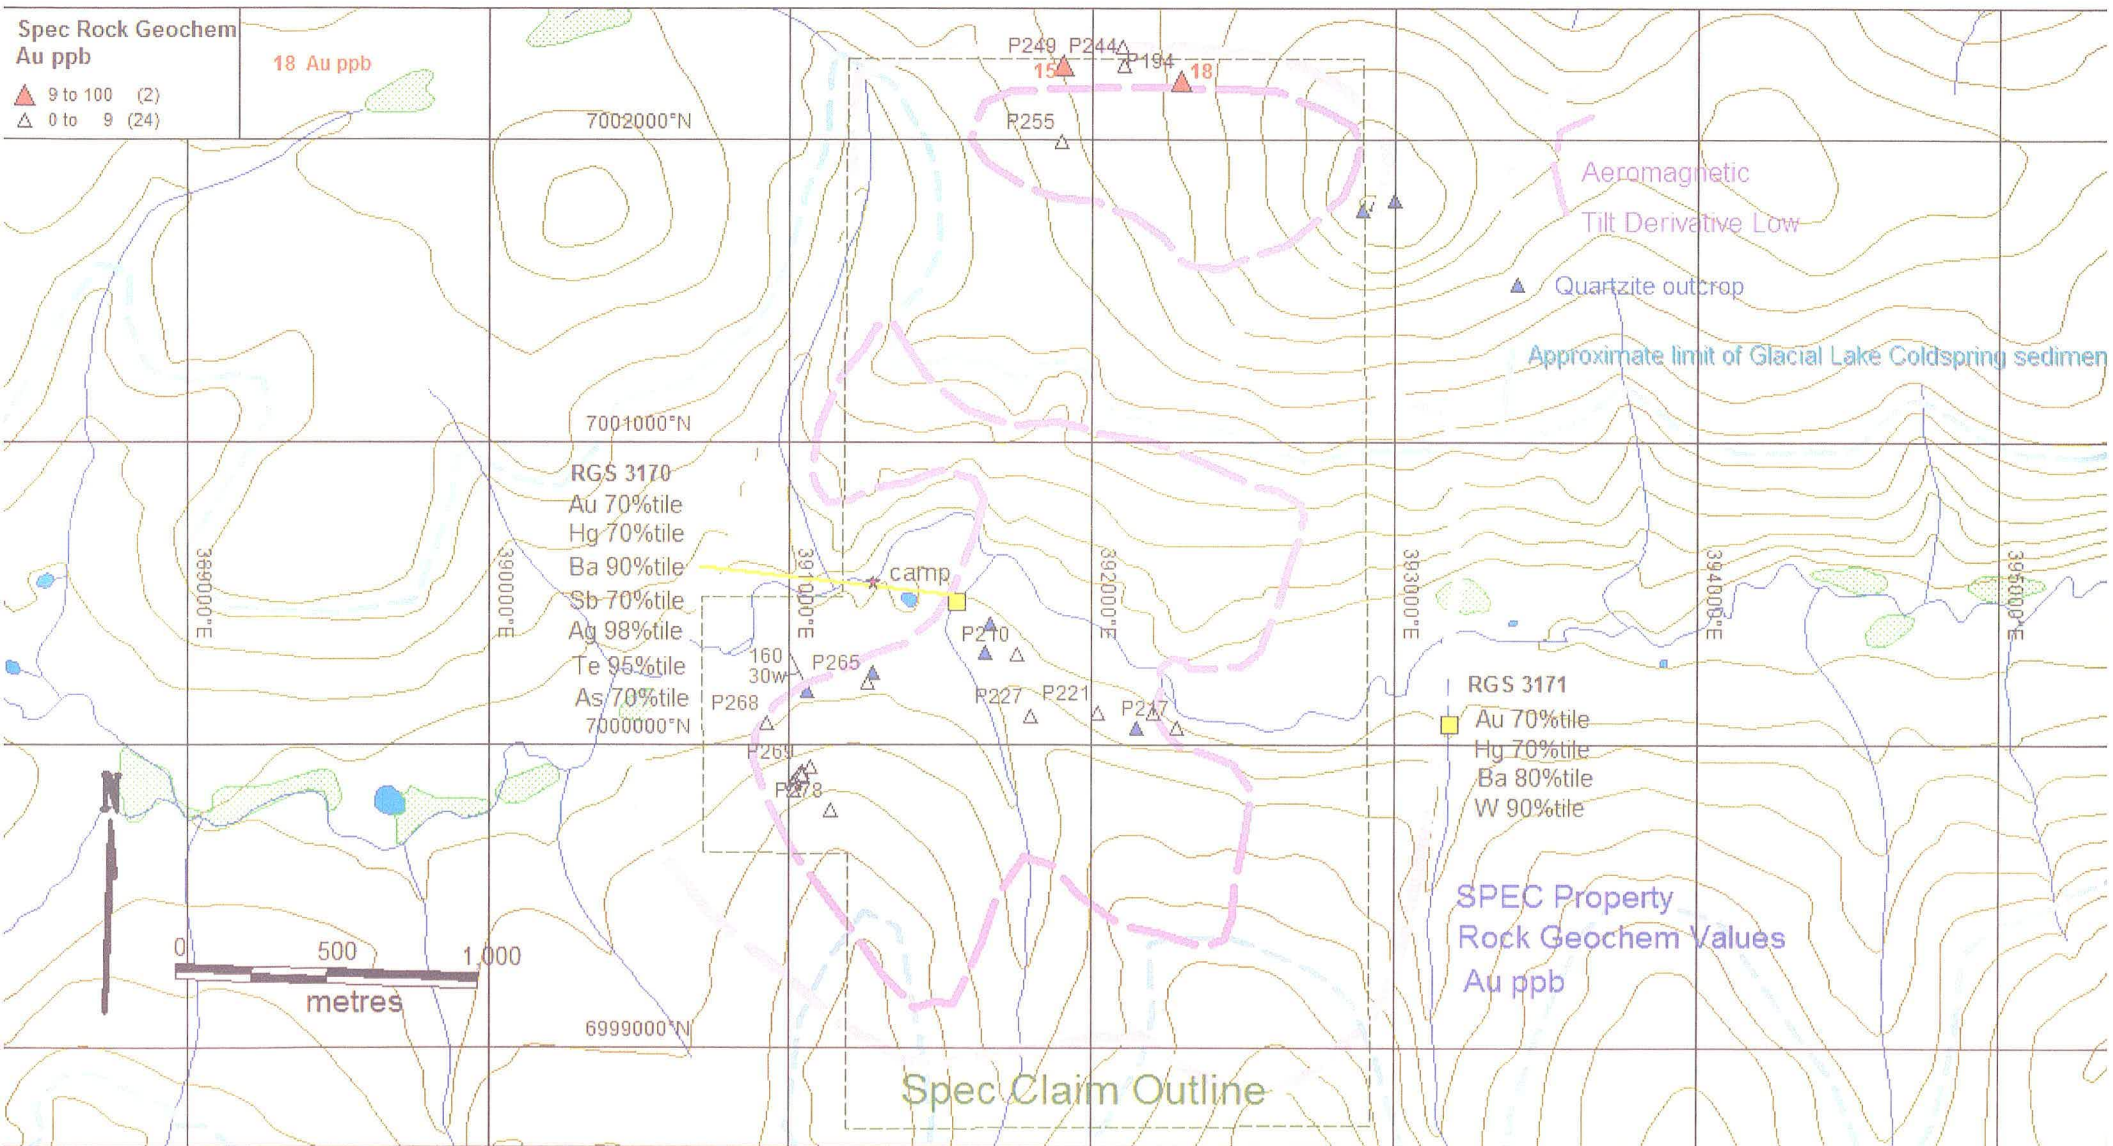 Spec Rock Geochem
Au ppb
9 to 100 (2)
0 to 9 (24)
18 Au ppb
P249 P244
P194
15
18
P255
7002000°N
Aeromagnetic
Tilt Derivative Low
Quartzite outcrop
Approximate limit of Glacial Lake Coldspring sedimen
7001000°N
RGS 3170
Au 70%tile
Hg 70%tile
Ba 90%tile
Sb 70%tile
Ag 98%tile
Te 95%tile
As 70%tile
7000000°N
389000°E
390000°E
391000°E
392000°E
393000°E
394000°E
395000°E
camp
P210
160
30w
P265
P268
P227
P221
P217
P269
P278
RGS 3171
Au 70%tile
Hg 70%tile
Ba 80%tile
W 90%tile
N
0 500 1,000
metres
6999000°N
SPEC Property
Rock Geochem Values
Au ppb
Spec Claim Outline